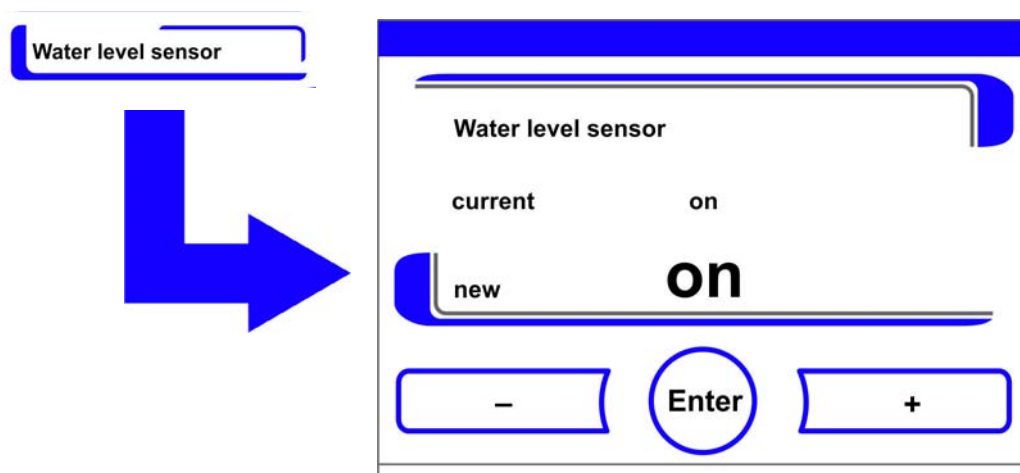 Water level sensor
Water level sensor
current on
new on
– Enter +